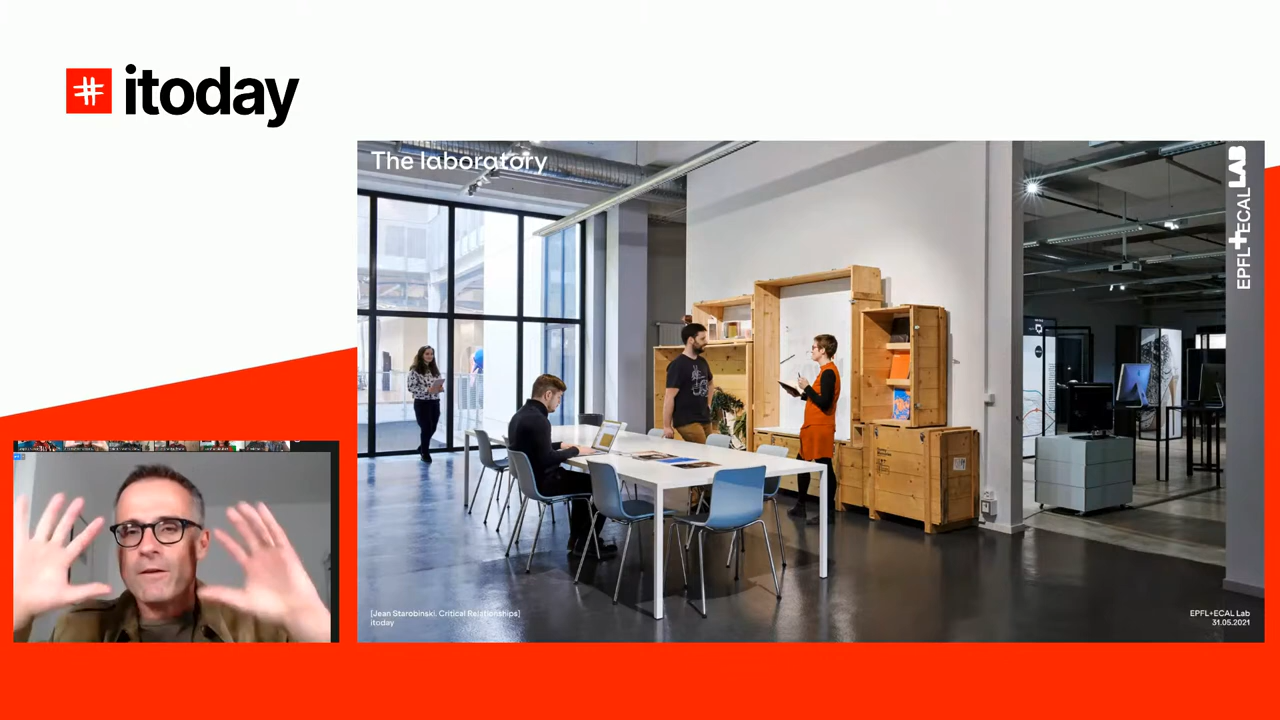 # itoday
The laboratory
EPFL+ECAL LAB
[Jean Starobinski. Critical Relationships]
itoday
EPFL+ECAL Lab
31.05.2021